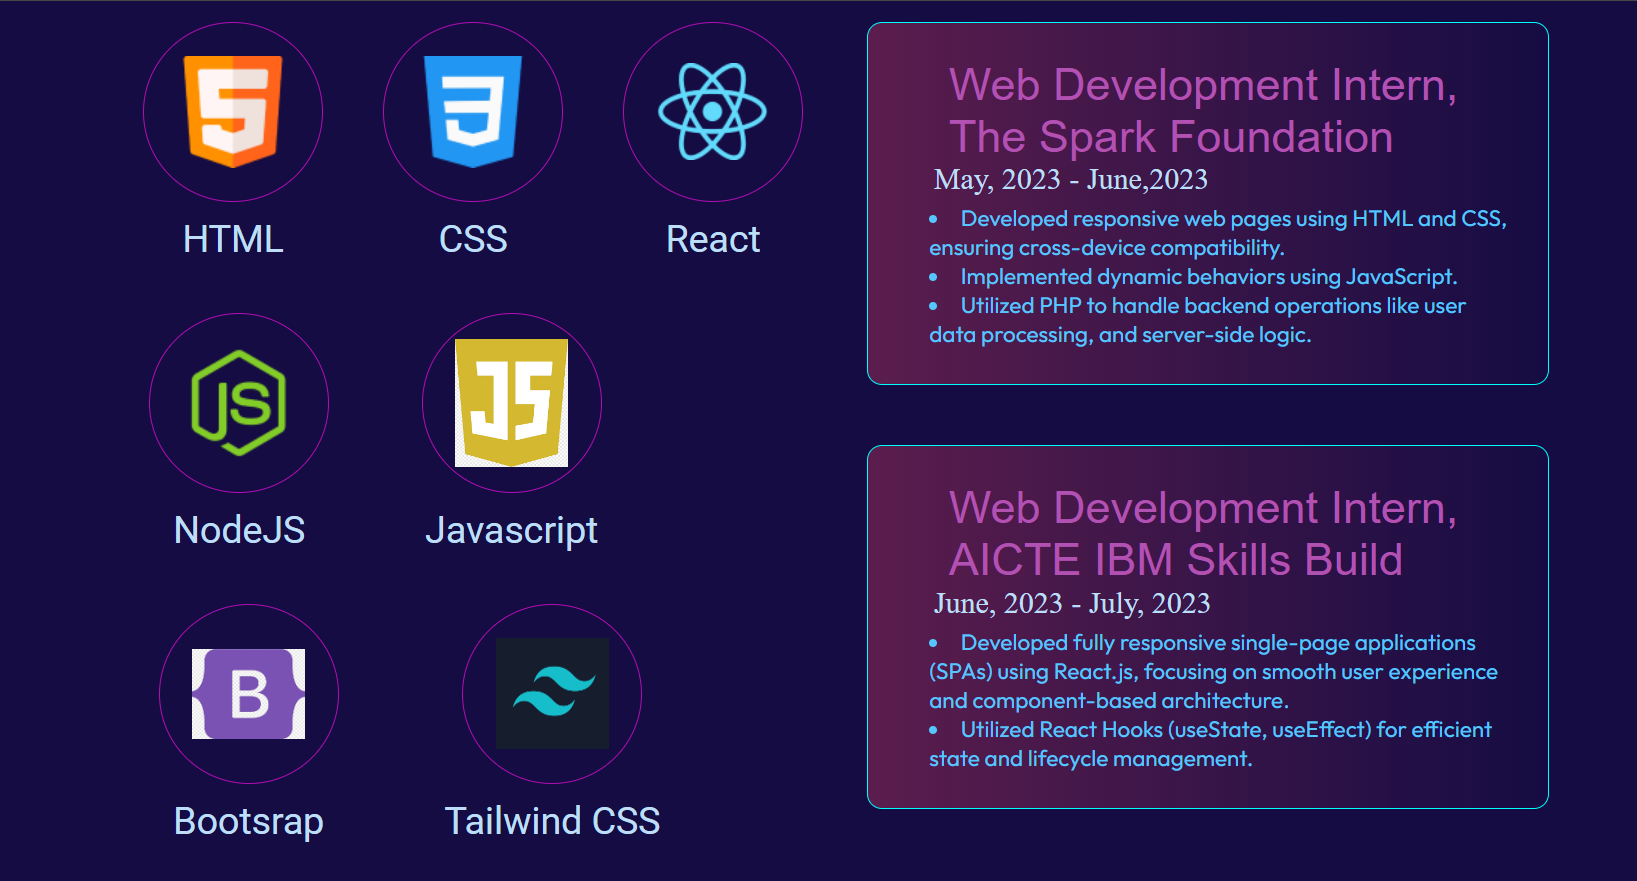 HTML
CSS
React
NodeJS
Javascript
Bootsrap
Tailwind CSS
Web Development Intern,
The Spark Foundation
May, 2023 - June,2023
• Developed responsive web pages using HTML and CSS,
ensuring cross-device compatibility.
• Implemented dynamic behaviors using JavaScript.
• Utilized PHP to handle backend operations like user
data processing, and server-side logic.
Web Development Intern,
AICTE IBM Skills Build
June, 2023 - July, 2023
• Developed fully responsive single-page applications
(SPAs) using React.js, focusing on smooth user experience
and component-based architecture.
• Utilized React Hooks (useState, useEffect) for efficient
state and lifecycle management.
5
3
JS
JS
B